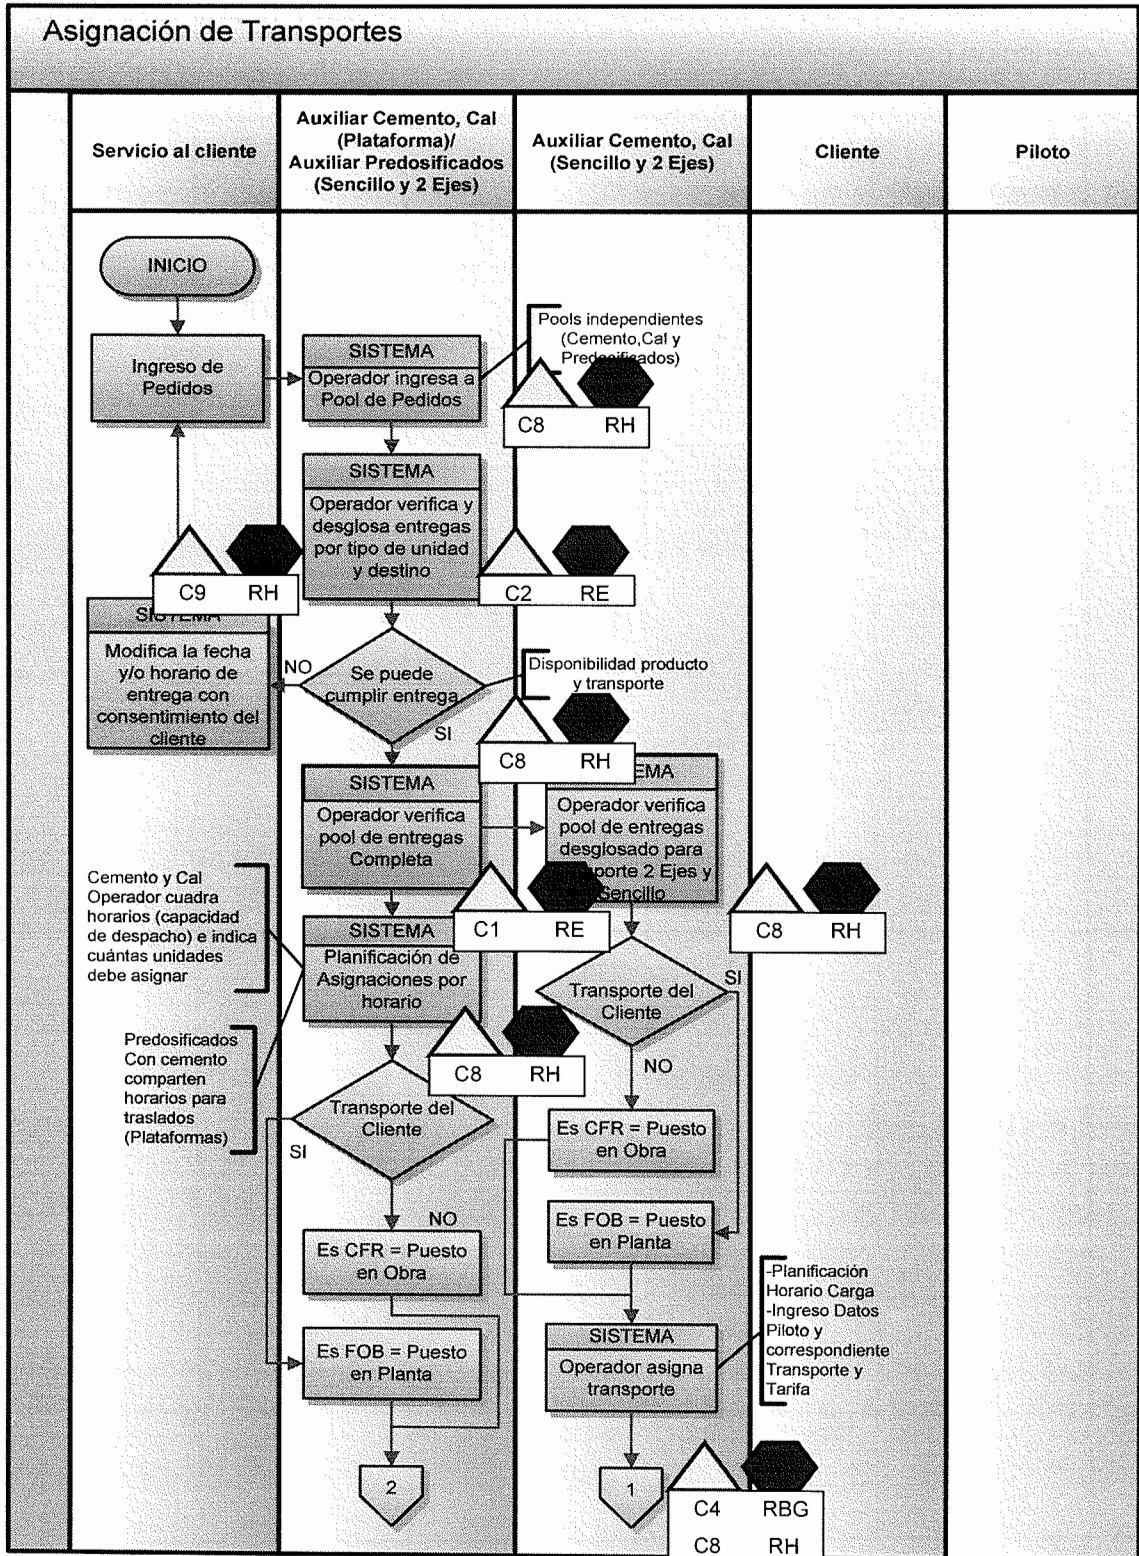 Asignación de Transportes
Servicio al cliente
Auxiliar Cemento, Cal
(Plataforma)/
Auxiliar Predosificados
(Sencillo y 2 Ejes)
Auxiliar Cemento, Cal
(Sencillo y 2 Ejes)
Cliente
Piloto
INICIO
Ingreso de
Pedidos
SISTEMA
Operador ingresa a
Pool de Pedidos
Pools independientes
(Cemento,Cal y
Predosificados)
C8 RH
SISTEMA
Operador verifica y
desglosa entregas
por tipo de unidad
y destino
C9 RH
C2 RE
SISTEMA
Modifica la fecha
y/o horario de
entrega con
consentimiento del
cliente
NO
Se puede
cumplir entrega
SI
Disponibilidad producto
y transporte
C8 RH
SISTEMA
Operador verifica
pool de entregas
Completa
EMA
Operador verifica
pool de entregas
desglosado para
porte 2 Ejes y
Sencillo
C1 RE
C8 RH
Cemento y Cal
Operador cuadra
horarios (capacidad
de despacho) e indica
cuántas unidades
debe asignar
SISTEMA
Planificación de
Asignaciones por
horario
Transporte del
Cliente
SI
NO
Predosificados
Con cemento
comparten
horarios para
traslados
(Plataformas)
C8 RH
Transporte del
Cliente
SI
NO
Es CFR = Puesto
en Obra
Es FOB = Puesto
en Planta
Es CFR = Puesto
en Obra
Es FOB = Puesto
en Planta
SISTEMA
Operador asigna
transporte
-Planificación
Horario Carga
-Ingreso Datos
Piloto y
correspondiente
Transporte y
Tarifa
2
1
C4 RBG
C8 RH